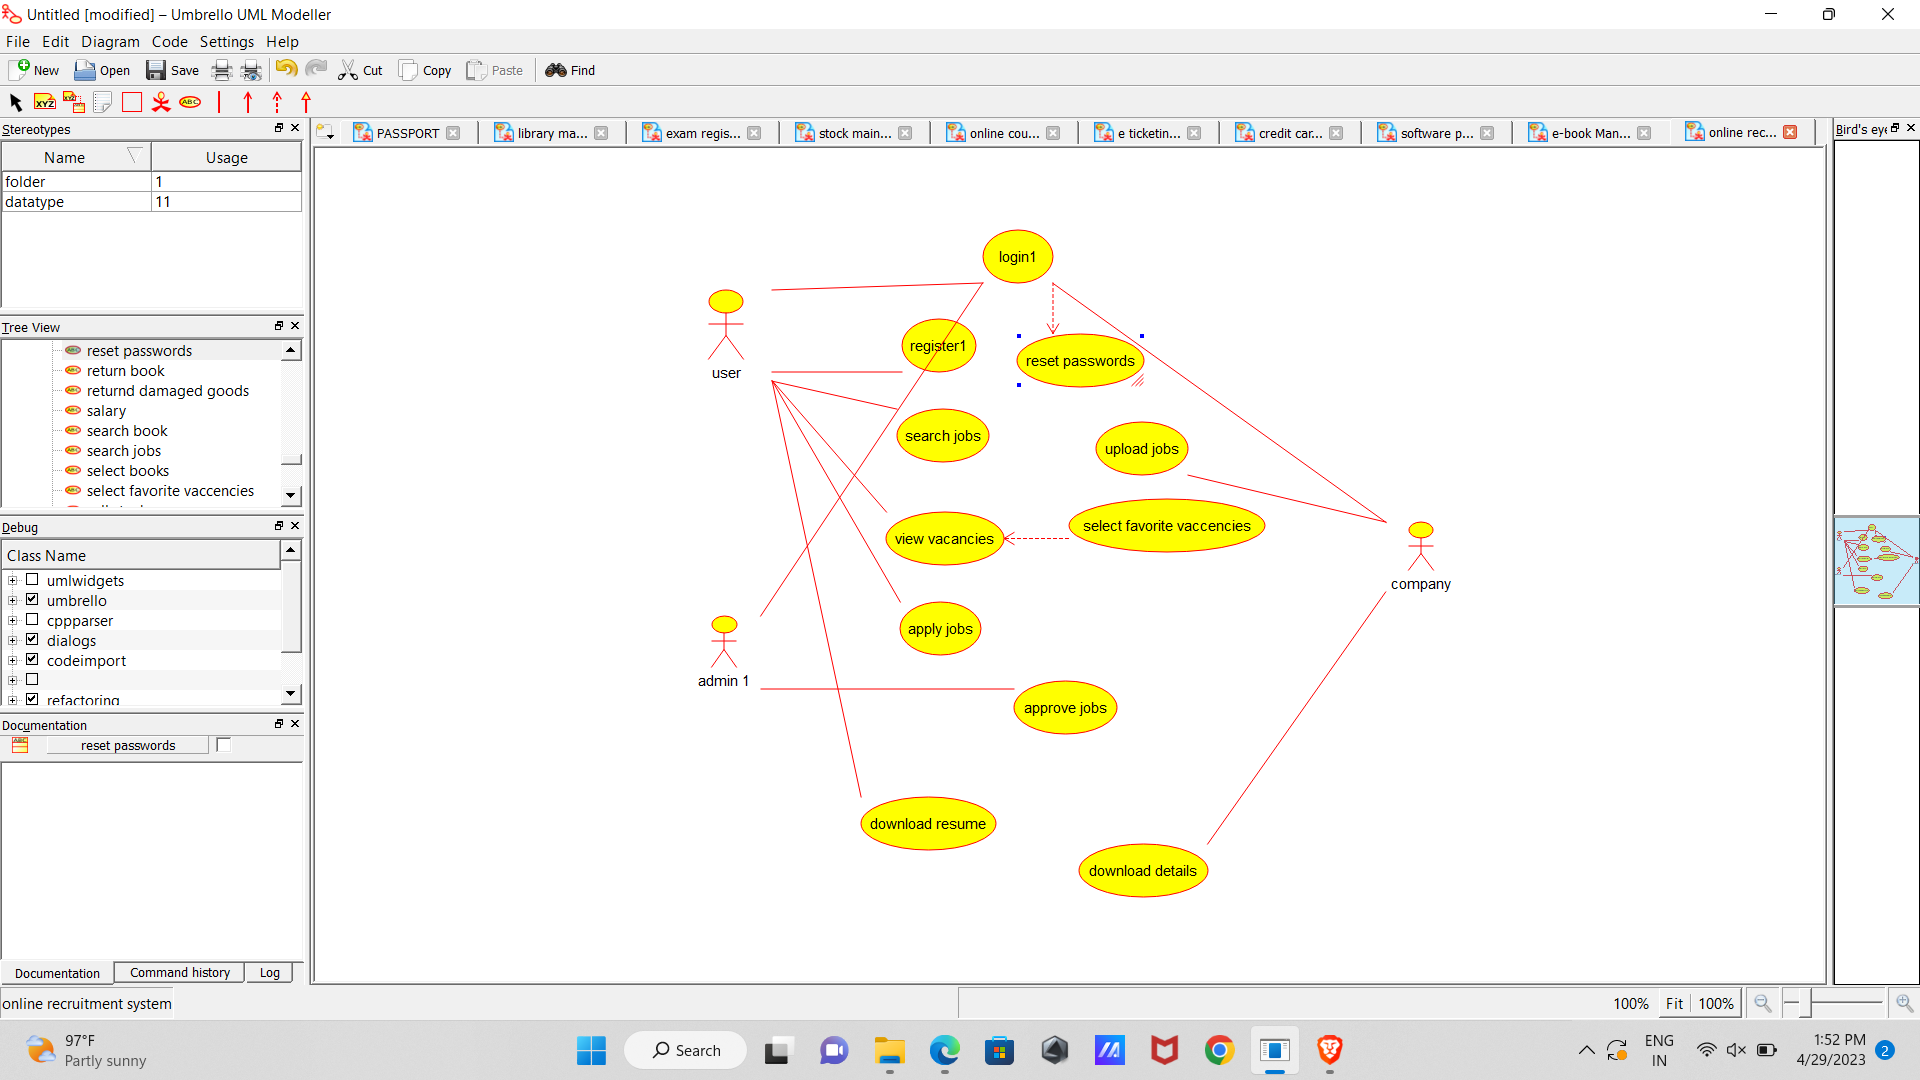 Untitled [modified] – Umbrello UML Modeller
File Edit Diagram Code Settings Help
New Open Save Cut Copy Paste Find
XYZ XYZ ABC
Stereotypes
Name Usage
folder 1
datatype 11
Tree View
reset passwords
return book
returnd damaged goods
salary
search book
search jobs
select books
select favorite vaccencies
Debug
Class Name
umlwidgets
umbrello
cppparser
dialogs
codeimport
refactoring
Documentation
reset passwords
Documentation Command history Log
PASSPORT library ma... exam regis... stock main... online cou... e ticketin... credit car... software p... e-book Man... online rec...
login1
user
register1
reset passwords
search jobs
upload jobs
select favorite vaccencies
view vacancies
company
apply jobs
admin 1
approve jobs
download resume
download details
Bird's eye
online recruitment system
100% Fit 100%
97°F
Partly sunny
Search
ENG
IN
1:52 PM
4/29/2023
2